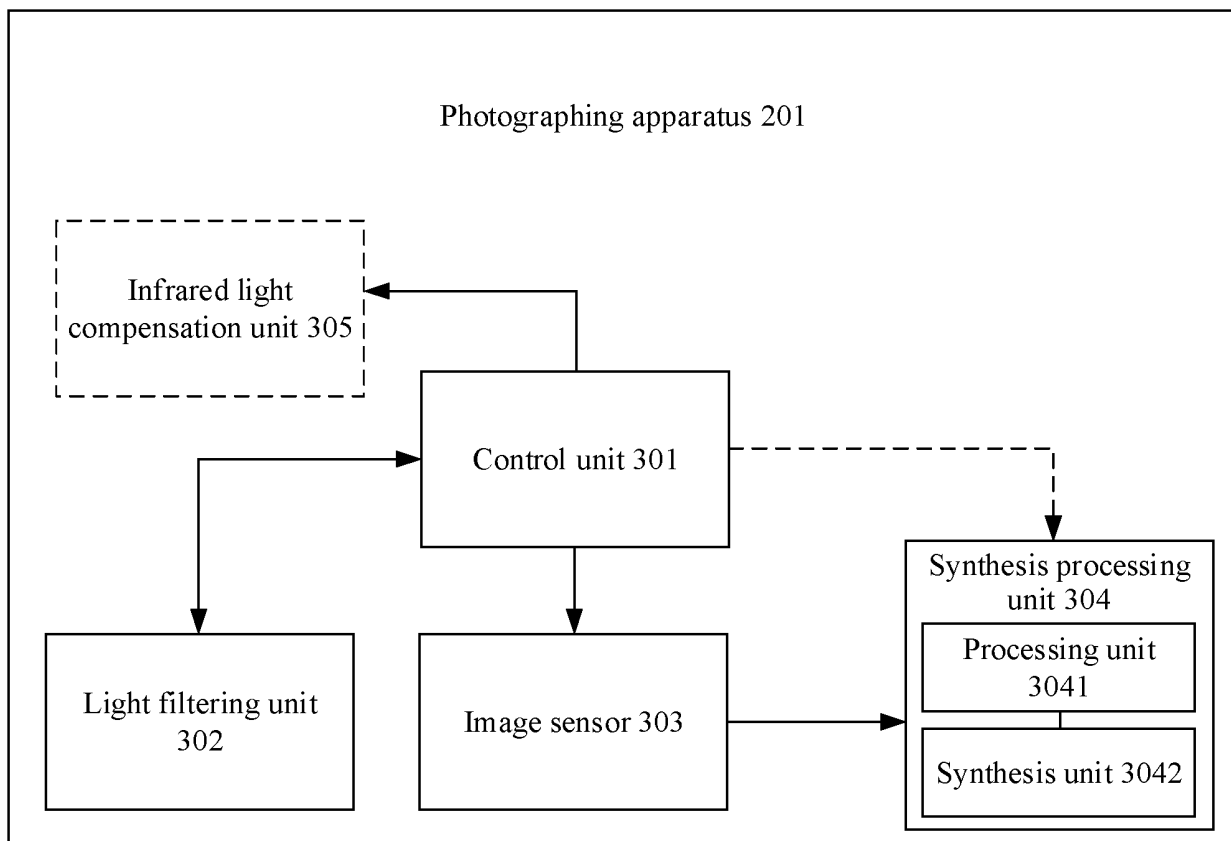 Photographing apparatus 201
Infrared light
compensation unit 305
Control unit 301
Light filtering unit
302
Image sensor 303
Synthesis processing
unit 304
Processing unit
3041
Synthesis unit 3042